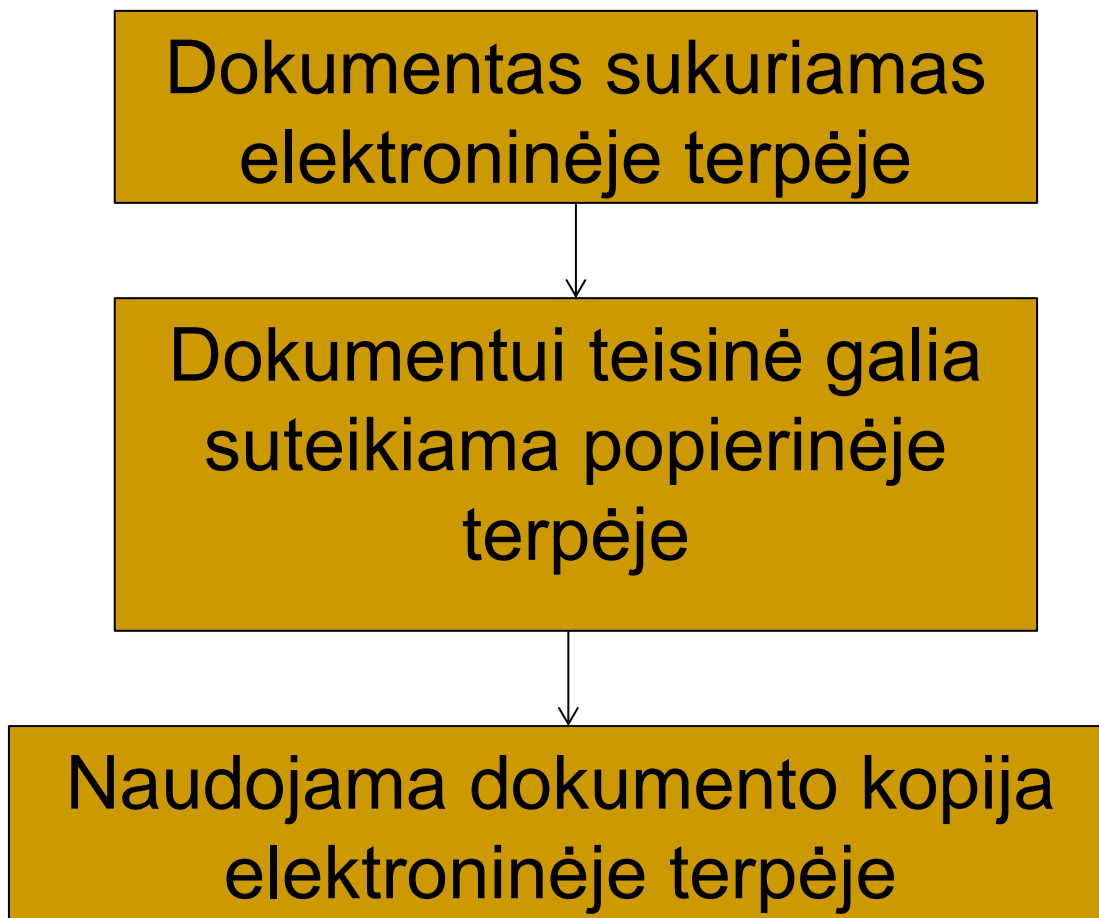 Dokumentas sukuriamas
elektroninėje terpėje
Dokumentui teisinė galia
suteikiama popierinėje
terpėje
Naudojama dokumento kopija
elektroninėje terpėje